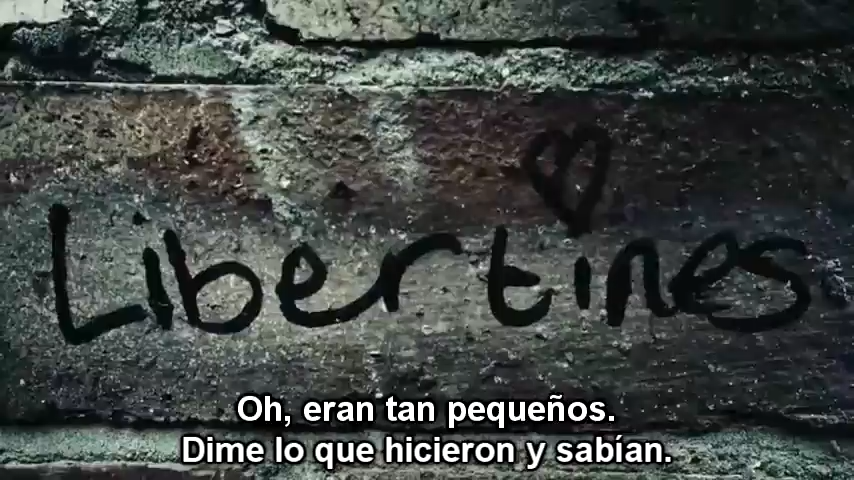 Libertines
Oh, eran tan pequeños.
Dime lo que hicieron y sabían.